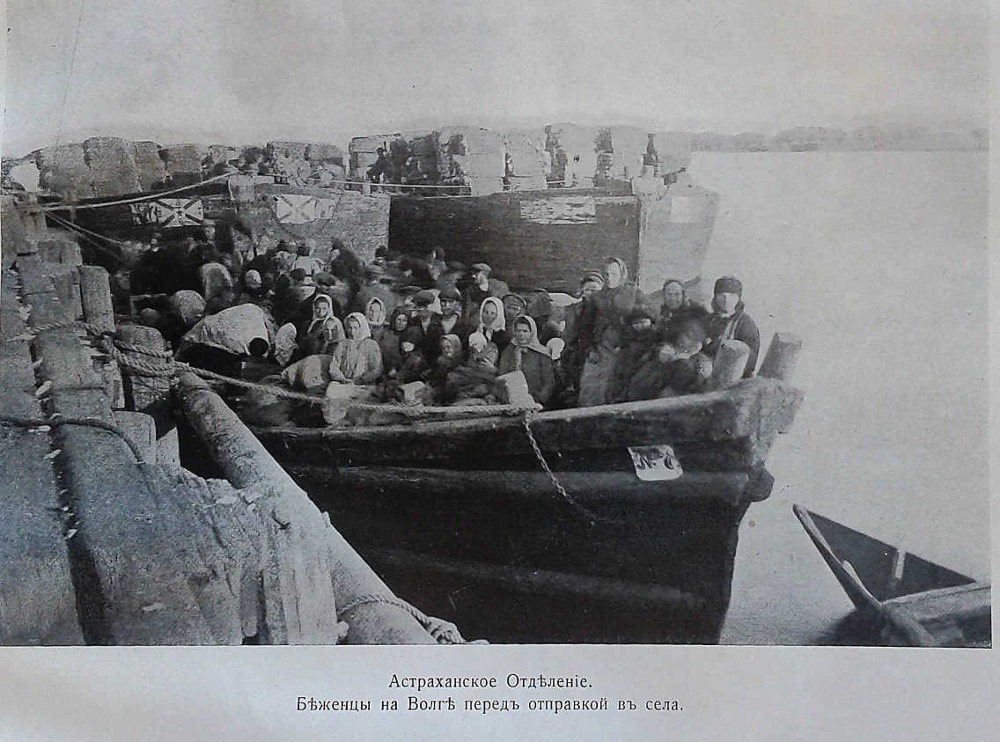 Астраханское Отдѣленіе.
Бѣженцы на Волгѣ передъ отправкой въ села.